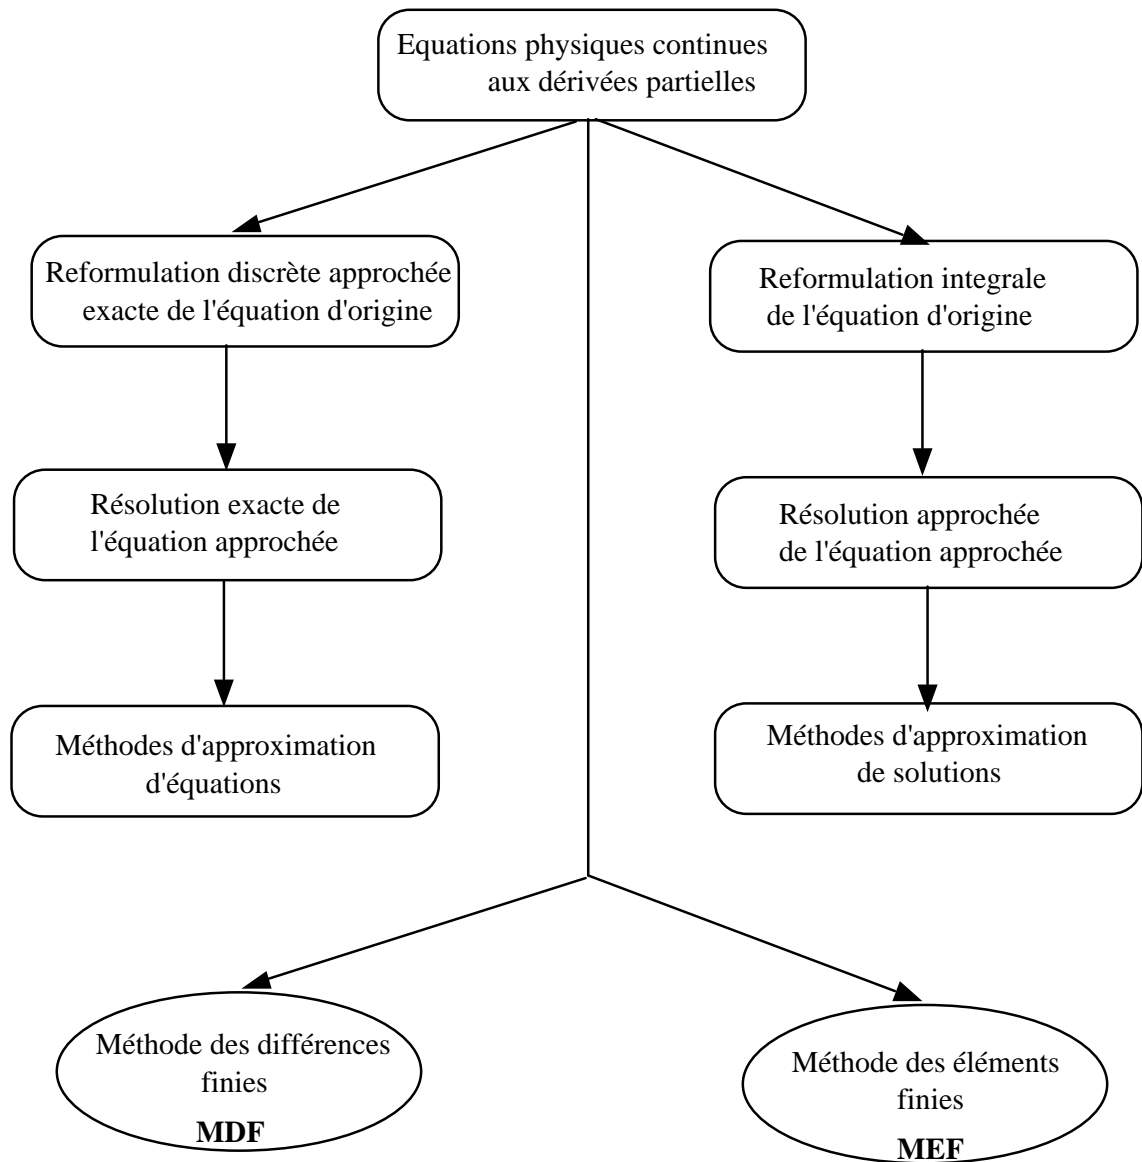 Equations physiques continues
aux dérivées partielles
Reformulation discrète approchée
exacte de l'équation d'origine
Reformulation integrale
de l'équation d'origine
Résolution exacte de
l'équation approchée
Résolution approchée
de l'équation approchée
Méthodes d'approximation
d'équations
Méthodes d'approximation
de solutions
Méthode des différences
finies
MDF
Méthode des éléments
finies
MEF